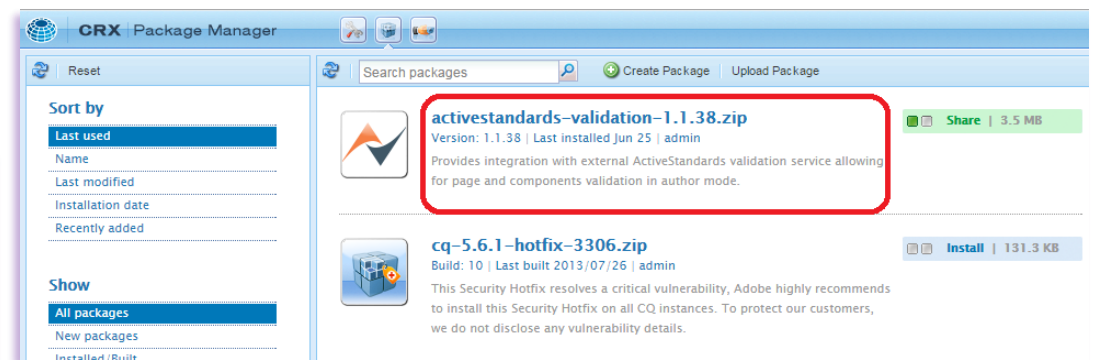 CRX Package Manager
Reset
Search packages
Create Package
Upload Package
Sort by
Last used
Name
Last modified
Installation date
Recently added
Show
All packages
New packages
Installed/Built
activestandards-validation-1.1.38.zip
Version: 1.1.38 | Last installed Jun 25 | admin
Provides integration with external ActiveStandards validation service allowing
for page and components validation in author mode.
Share | 3.5 MB
cq-5.6.1-hotfix-3306.zip
Build: 10 | Last built 2013/07/26 | admin
This Security Hotfix resolves a critical vulnerability, Adobe highly recommends
to install this Security Hotfix on all CQ instances. To protect our customers,
we do not disclose any vulnerability details.
Install | 131.3 KB